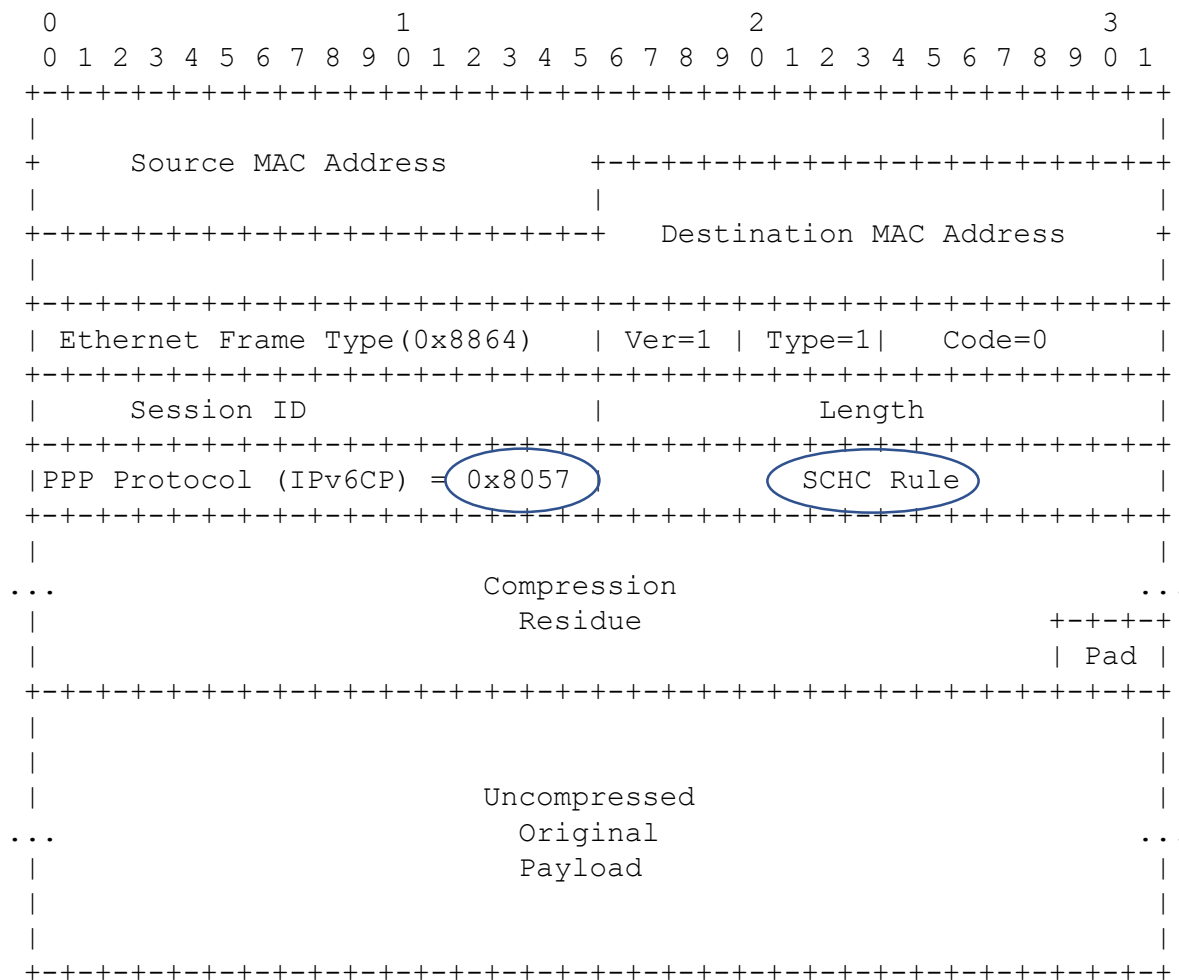 0                   1                   2                   3
 0 1 2 3 4 5 6 7 8 9 0 1 2 3 4 5 6 7 8 9 0 1 2 3 4 5 6 7 8 9 0 1
+-+-+-+-+-+-+-+-+-+-+-+-+-+-+-+-+-+-+-+-+-+-+-+-+-+-+-+-+-+-+-+-+
|                                                               |
+     Source MAC Address        +-+-+-+-+-+-+-+-+-+-+-+-+-+-+-+-+
|                               |                               |
+-+-+-+-+-+-+-+-+-+-+-+-+-+-+-+-+   Destination MAC Address     +
|                                                               |
+-+-+-+-+-+-+-+-+-+-+-+-+-+-+-+-+-+-+-+-+-+-+-+-+-+-+-+-+-+-+-+-+
| Ethernet Frame Type(0x8864)   | Ver=1 | Type=1|   Code=0      |
+-+-+-+-+-+-+-+-+-+-+-+-+-+-+-+-+-+-+-+-+-+-+-+-+-+-+-+-+-+-+-+-+
|     Session ID                |            Length             |
+-+-+-+-+-+-+-+-+-+-+-+-+-+-+-+-+-+-+-+-+-+-+-+-+-+-+-+-+-+-+-+-+
|PPP Protocol (IPv6CP) = 0x8057 |           SCHC Rule           |
+-+-+-+-+-+-+-+-+-+-+-+-+-+-+-+-+-+-+-+-+-+-+-+-+-+-+-+-+-+-+-+-+
|                                                               |
...                        Compression                          ...
|                           Residue                       +-+-+-+
|                                                         | Pad |
+-+-+-+-+-+-+-+-+-+-+-+-+-+-+-+-+-+-+-+-+-+-+-+-+-+-+-+-+-+-+-+-+
|                                                               |
|                                                               |
|                         Uncompressed                          |
...                         Original                            ...
|                           Payload                             |
|                                                               |
|                                                               |
+-+-+-+-+-+-+-+-+-+-+-+-+-+-+-+-+-+-+-+-+-+-+-+-+-+-+-+-+-+-+-+-+